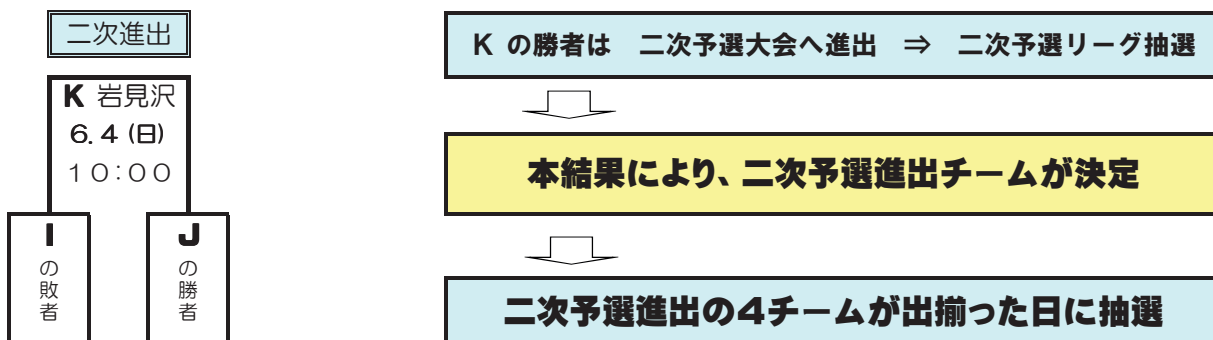 二次進出
K 岩見沢
6.4(日)
10:00
I
の敗者
J
の勝者
K の勝者は 二次予選大会へ進出 ⇒ 二次予選リーグ抽選
本結果により、二次予選進出チームが決定
二次予選進出の4チームが出揃った日に抽選